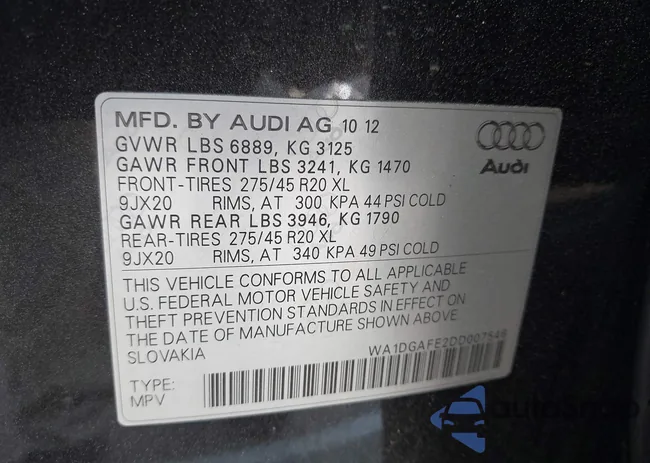 MFD. BY AUDI AG 10 12
GVWR LBS 6889, KG 3125
GAWR FRONT LBS 3241, KG 1470
FRONT-TIRES 275/45 R20 XL
9JX20 RIMS, AT 300 KPA 44 PSI COLD
GAWR REAR LBS 3946, KG 1790
REAR-TIRES 275/45 R20 XL
9JX20 RIMS, AT 340 KPA 49 PSI COLD
Audi
THIS VEHICLE CONFORMS TO ALL APPLICABLE
U.S. FEDERAL MOTOR VEHICLE SAFETY AND
THEFT PREVENTION STANDARDS IN EFFECT ON
THE DATE OF MANUFACTURE SHOWN ABOVE.
SLOVAKIA
WA1DGAFE2DD007546
TYPE:
MPV